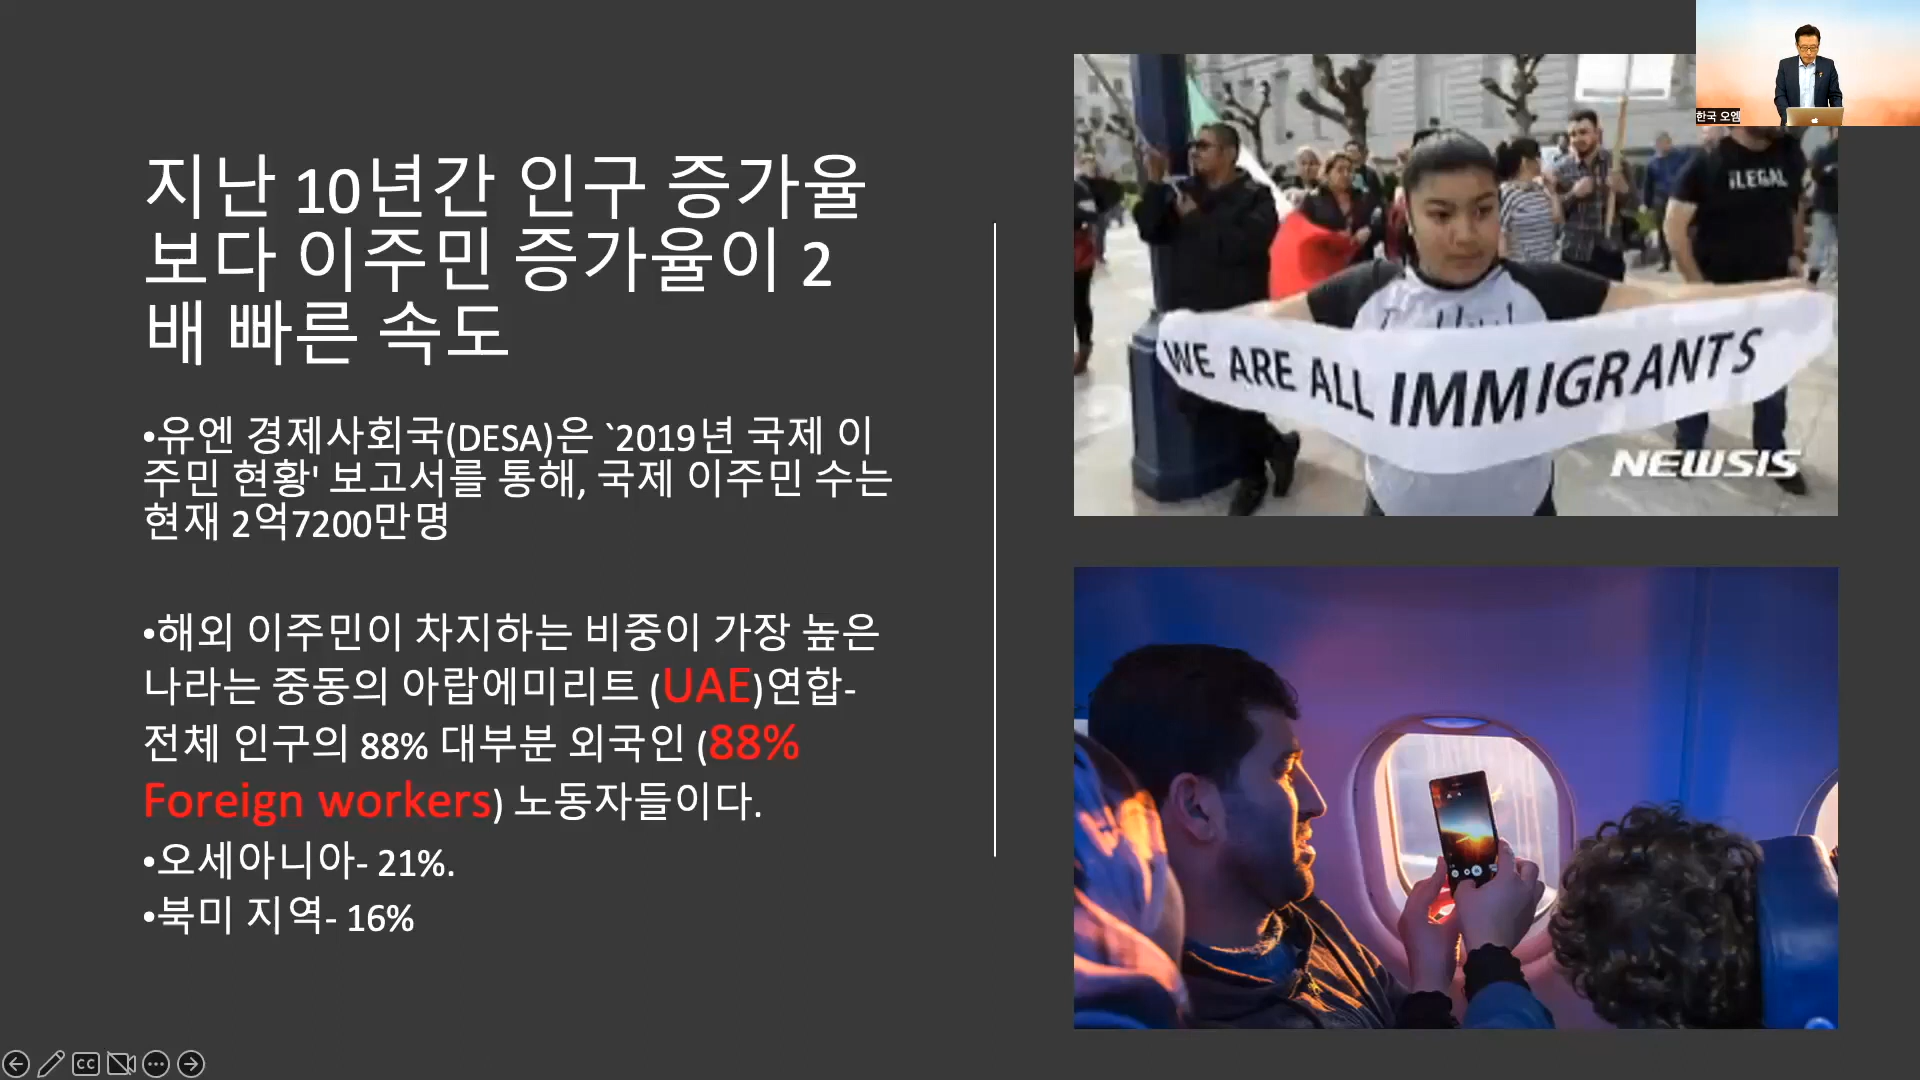 지난 10년간 인구 증가율
보다 이주민 증가율이 2
배 빠른 속도
•유엔 경제사회국(DESA)은 `2019년 국제 이
주민 현황' 보고서를 통해, 국제 이주민 수는
현재 2억7200만명
•해외 이주민이 차지하는 비중이 가장 높은
나라는 중동의 아랍에미리트 (UAE)연합-
전체 인구의 88% 대부분 외국인 (88%
Foreign workers) 노동자들이다.
•오세아니아- 21%.
•북미 지역- 16%
한국 오엠
iLEGAL
WE ARE ALL IMMIGRANTS
NEWSIS
CC